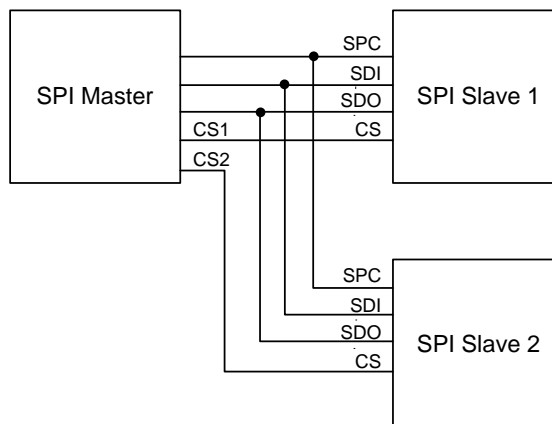 SPI Master
CS1
CS2
SPC
SDI
SDO
CS
SPI Slave 1
SPC
SDI
SDO
CS
SPI Slave 2